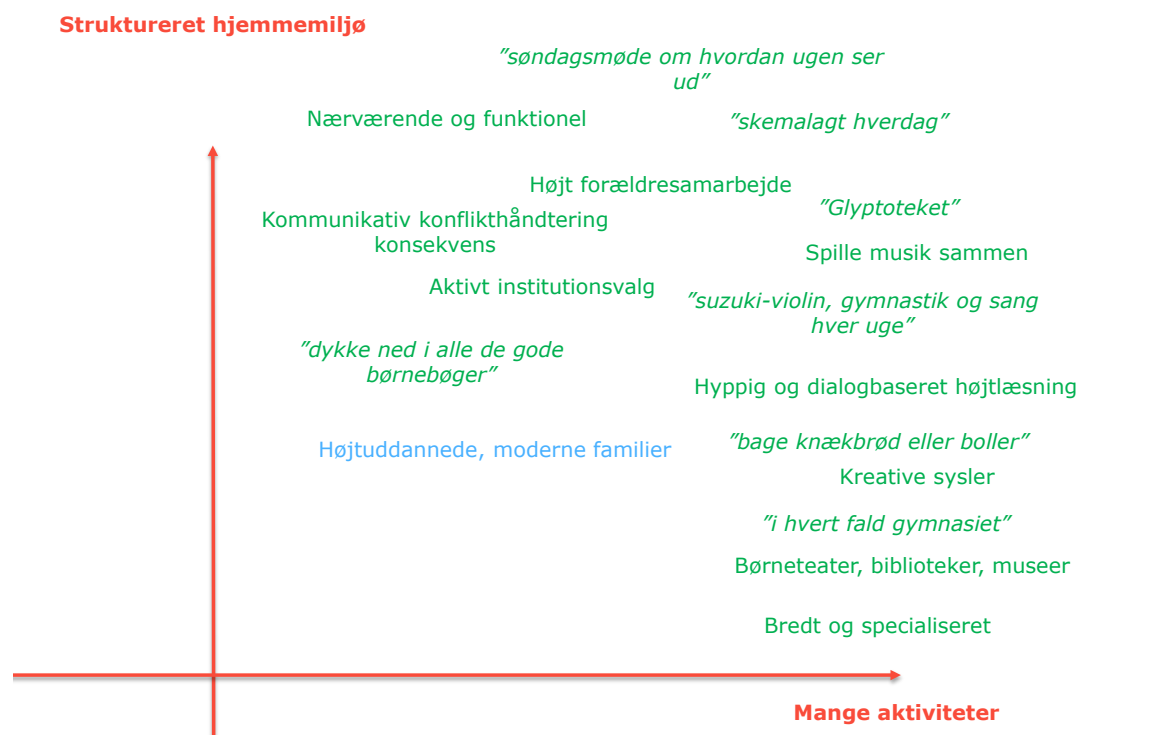 Struktureret hjemmemiljø
”søndagsmøde om hvordan ugen ser
ud”
Nærværende og funktionel
”skemalagt hverdag”
Højt forældresamarbejde
”Glyptoteket”
Kommunikativ konflikthåndtering
konsekvens
Spille musik sammen
Aktivt institutionsvalg
”suzuki-violin, gymnastik og sang
hver uge”
”dykke ned i alle de gode
børnebøger”
Hyppig og dialogbaseret højtlæsning
Højtuddannede, moderne familier
”bage knækbrød eller boller”
Kreative sysler
”i hvert fald gymnasiet”
Børneteater, biblioteker, museer
Bredt og specialiseret
Mange aktiviteter